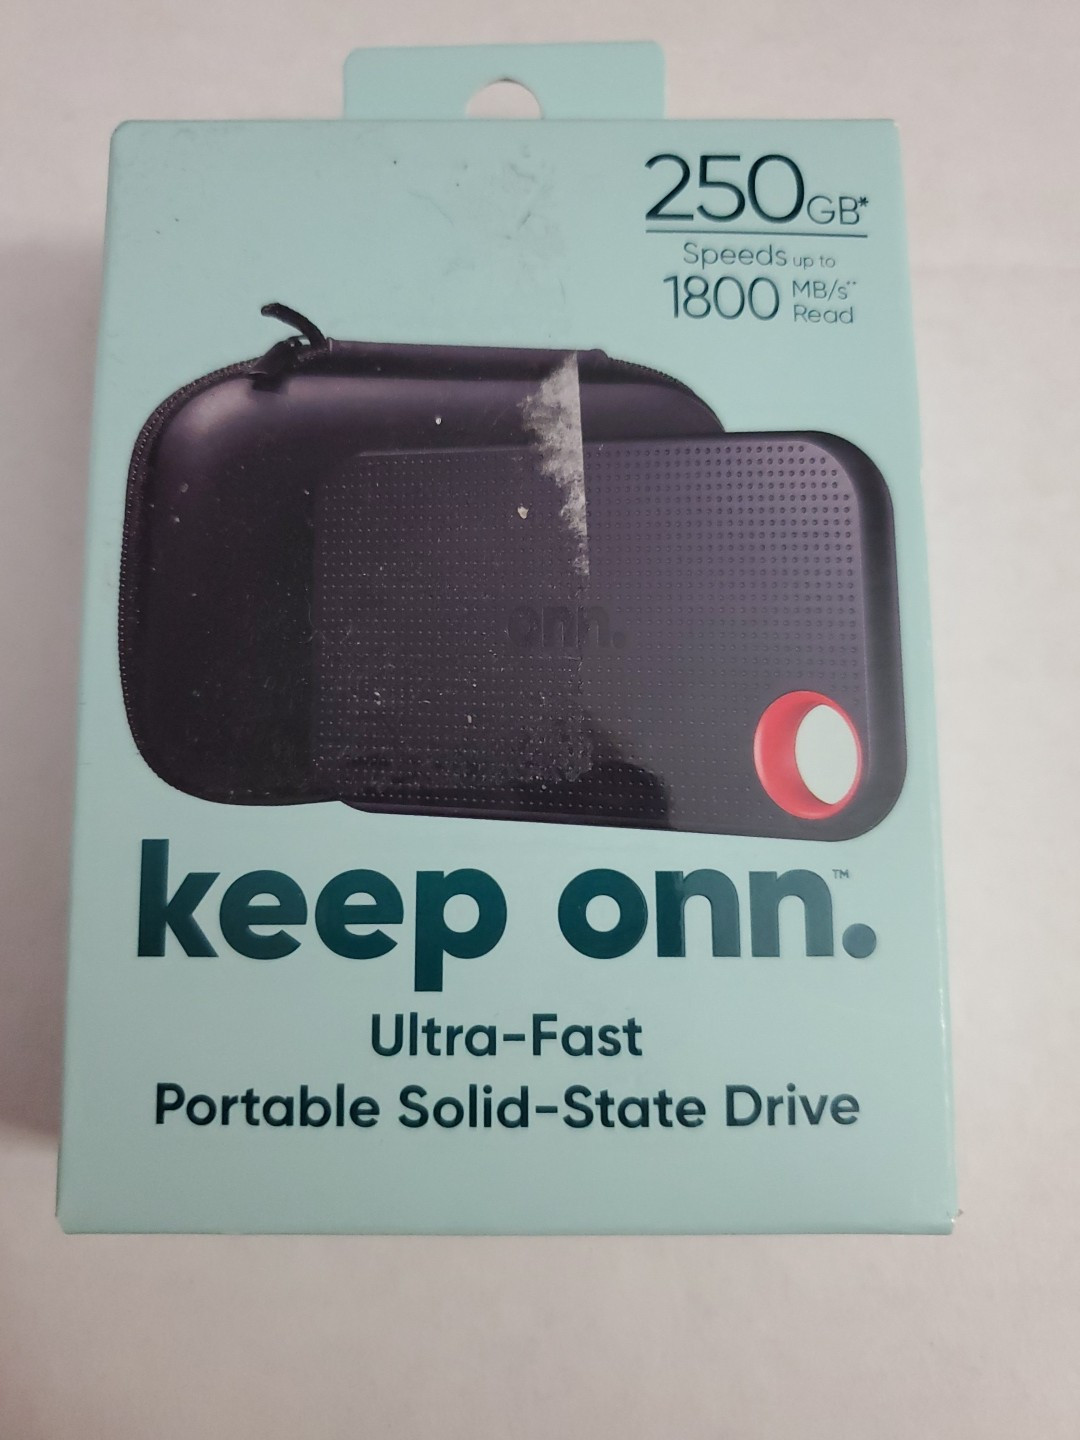 250GB*
Speeds up to
1800 MB/s**
Read
onn.
keep onn.™
Ultra-Fast
Portable Solid-State Drive